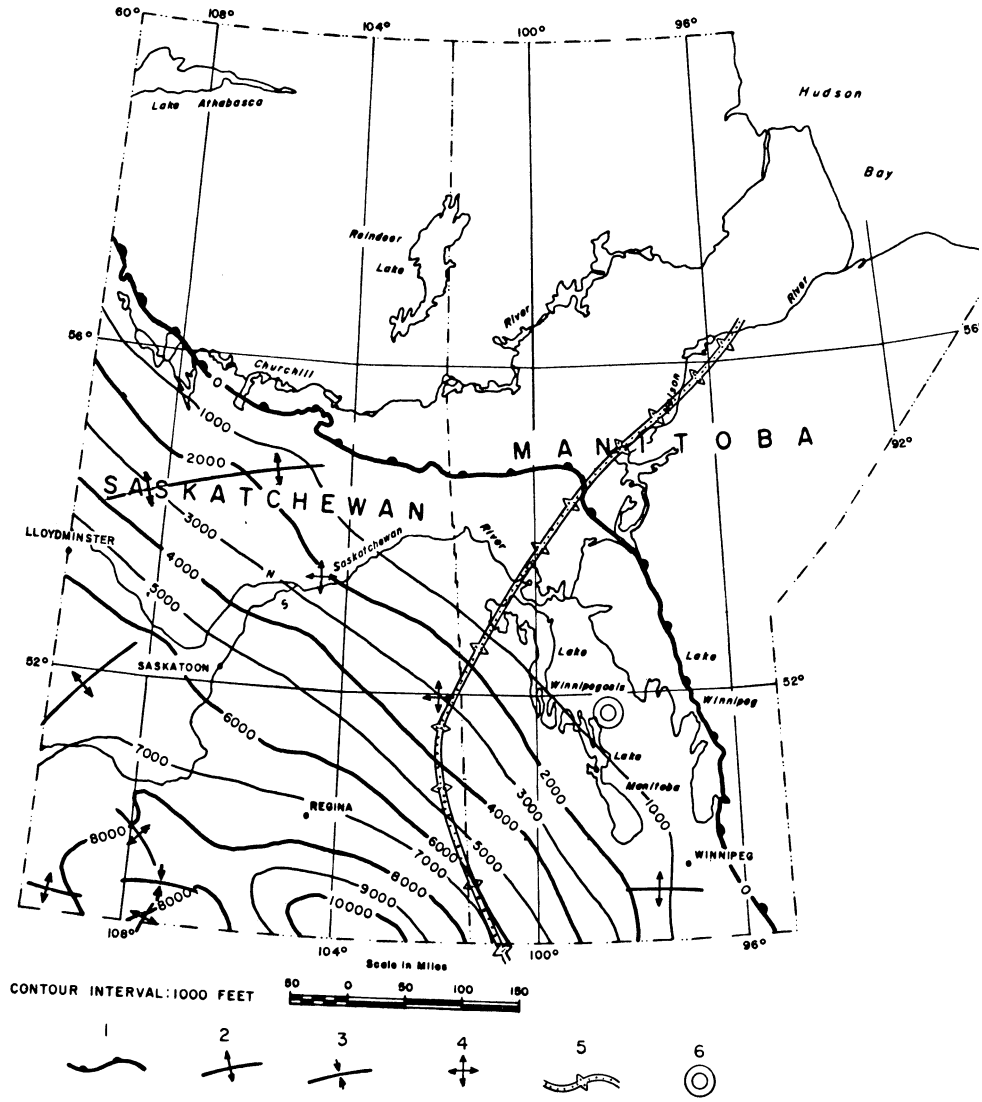 60° 108° 104° 100° 96°
Hudson
Lake Athabasca
Bay
Reindeer
Lake
River
River
56°
56°
Churchill
0
Nelson
1000
MANITOBA
92°
2000
SASKATCHEWAN
3000
LLOYDMINSTER
Saskatchewan
River
4000
N
5000
S
52°
SASKATOON
Lake
Lake
52°
Winnipegosis
Winnipeg
6000
7000
Lake
2000
Manitoba
REGINA
3000
1000
4000
8000
6000
5000
WINNIPEG
7000
8000
9000
0
8000
10000
108°
104°
100°
96°
Scale in Miles
CONTOUR INTERVAL: 1000 FEET
50 0 50 100 150
1 2 3 4 5 6